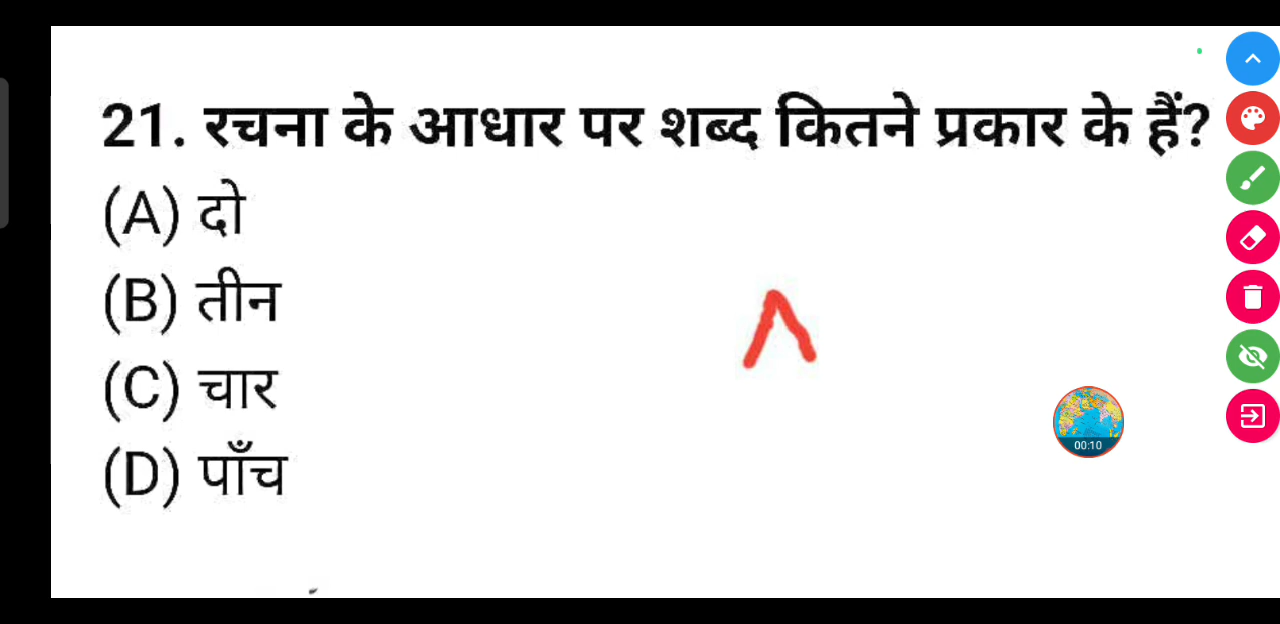 21. रचना के आधार पर शब्द कितने प्रकार के हैं?
(A) दो
(B) तीन
(C) चार
(D) पाँच
00:10